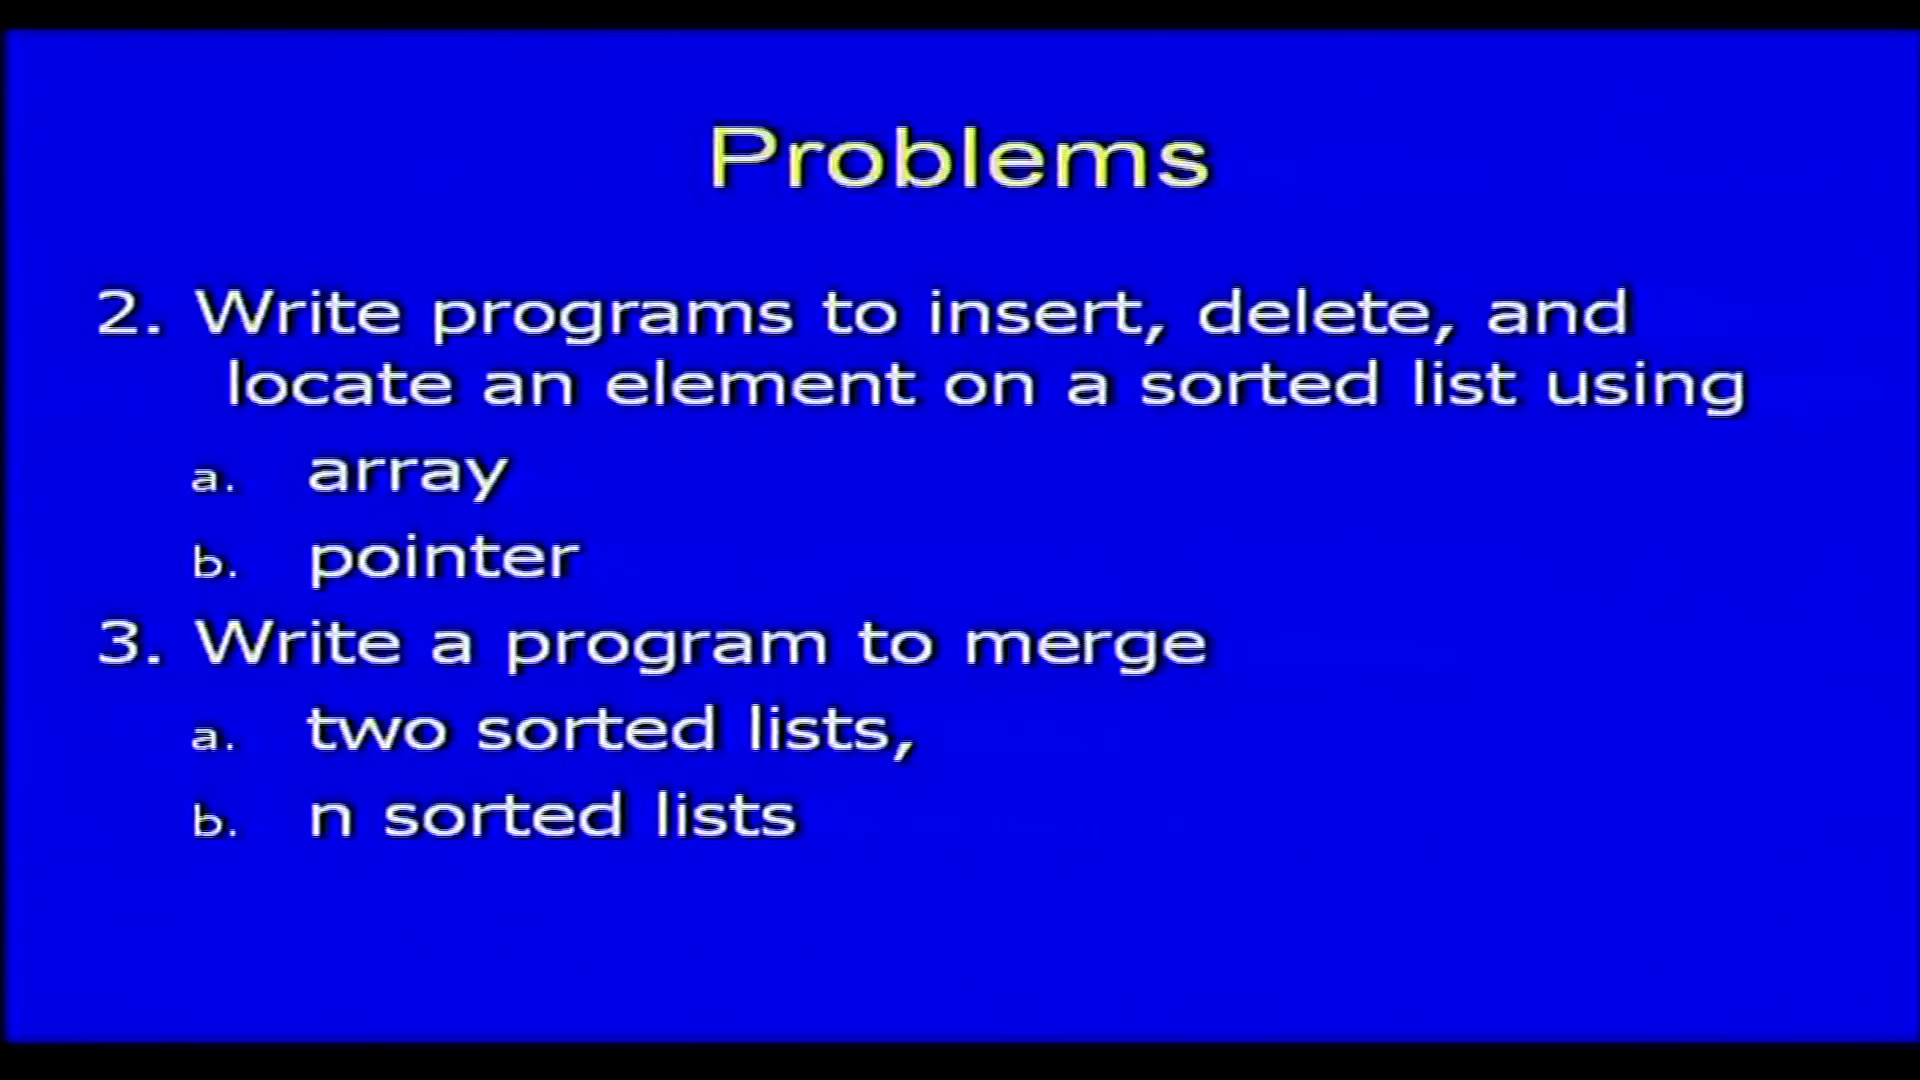 Problems
2. Write programs to insert, delete, and
locate an element on a sorted list using
a. array
b. pointer
3. Write a program to merge
a. two sorted lists,
b. n sorted lists